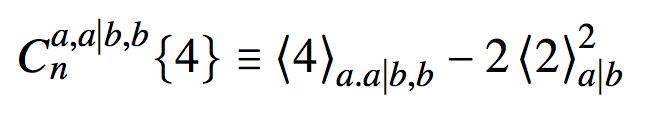 C_n^{a,a|b,b}{4} ≡ ⟨4⟩_{a.a|b,b} − 2 ⟨2⟩_{a|b}^2